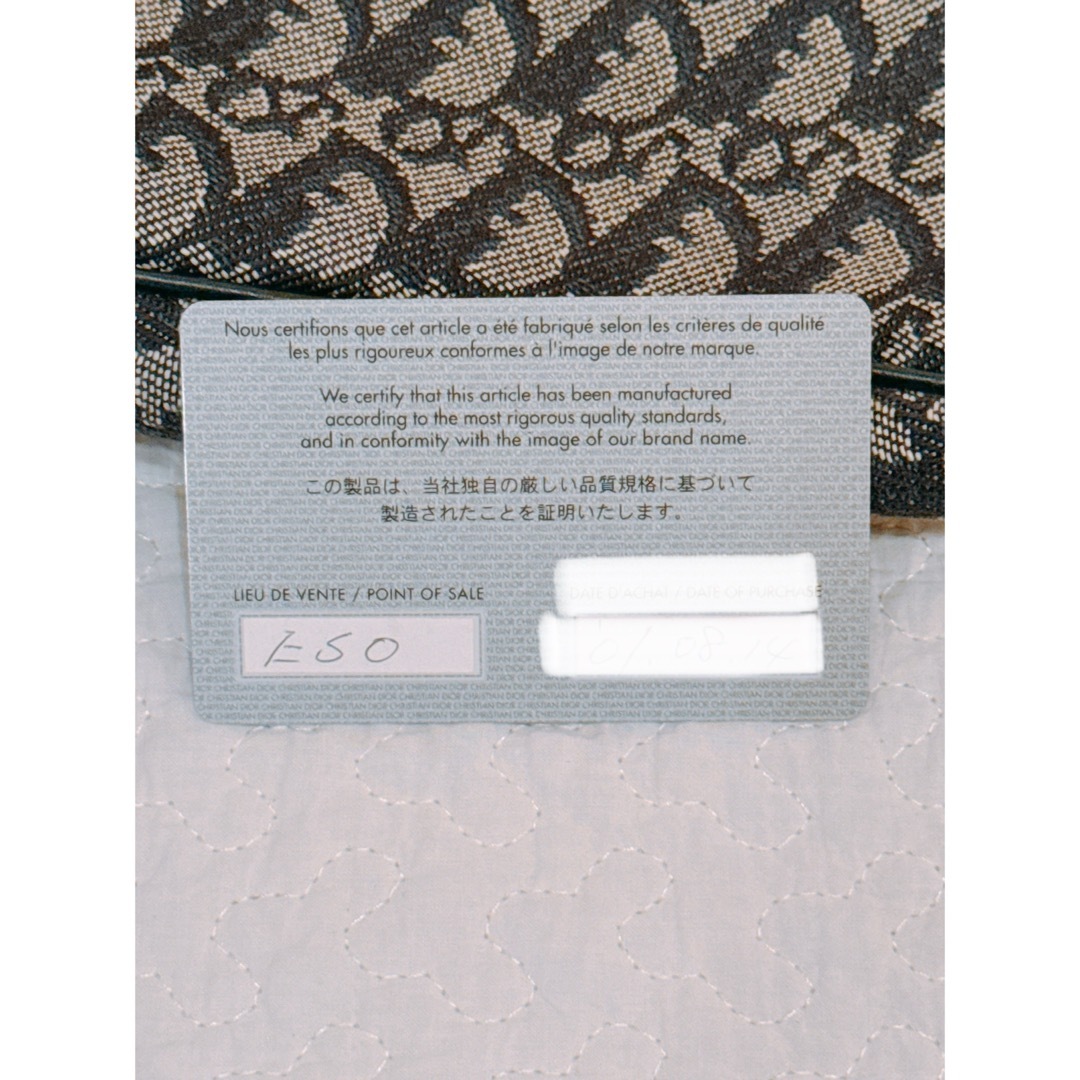 Nous certifions que cet article a été fabriqué selon les critères de qualité
les plus rigoureux conformes à l'image de notre marque.
We certify that this article has been manufactured
according to the most rigorous quality standards,
and in conformity with the image of our brand name.
この製品は、当社独自の厳しい品質規格に基づいて
製造されたことを証明いたします。
LIEU DE VENTE / POINT OF SALE
DATE D'ACHAT / DATE OF PURCHASE
ESO
01.08.14